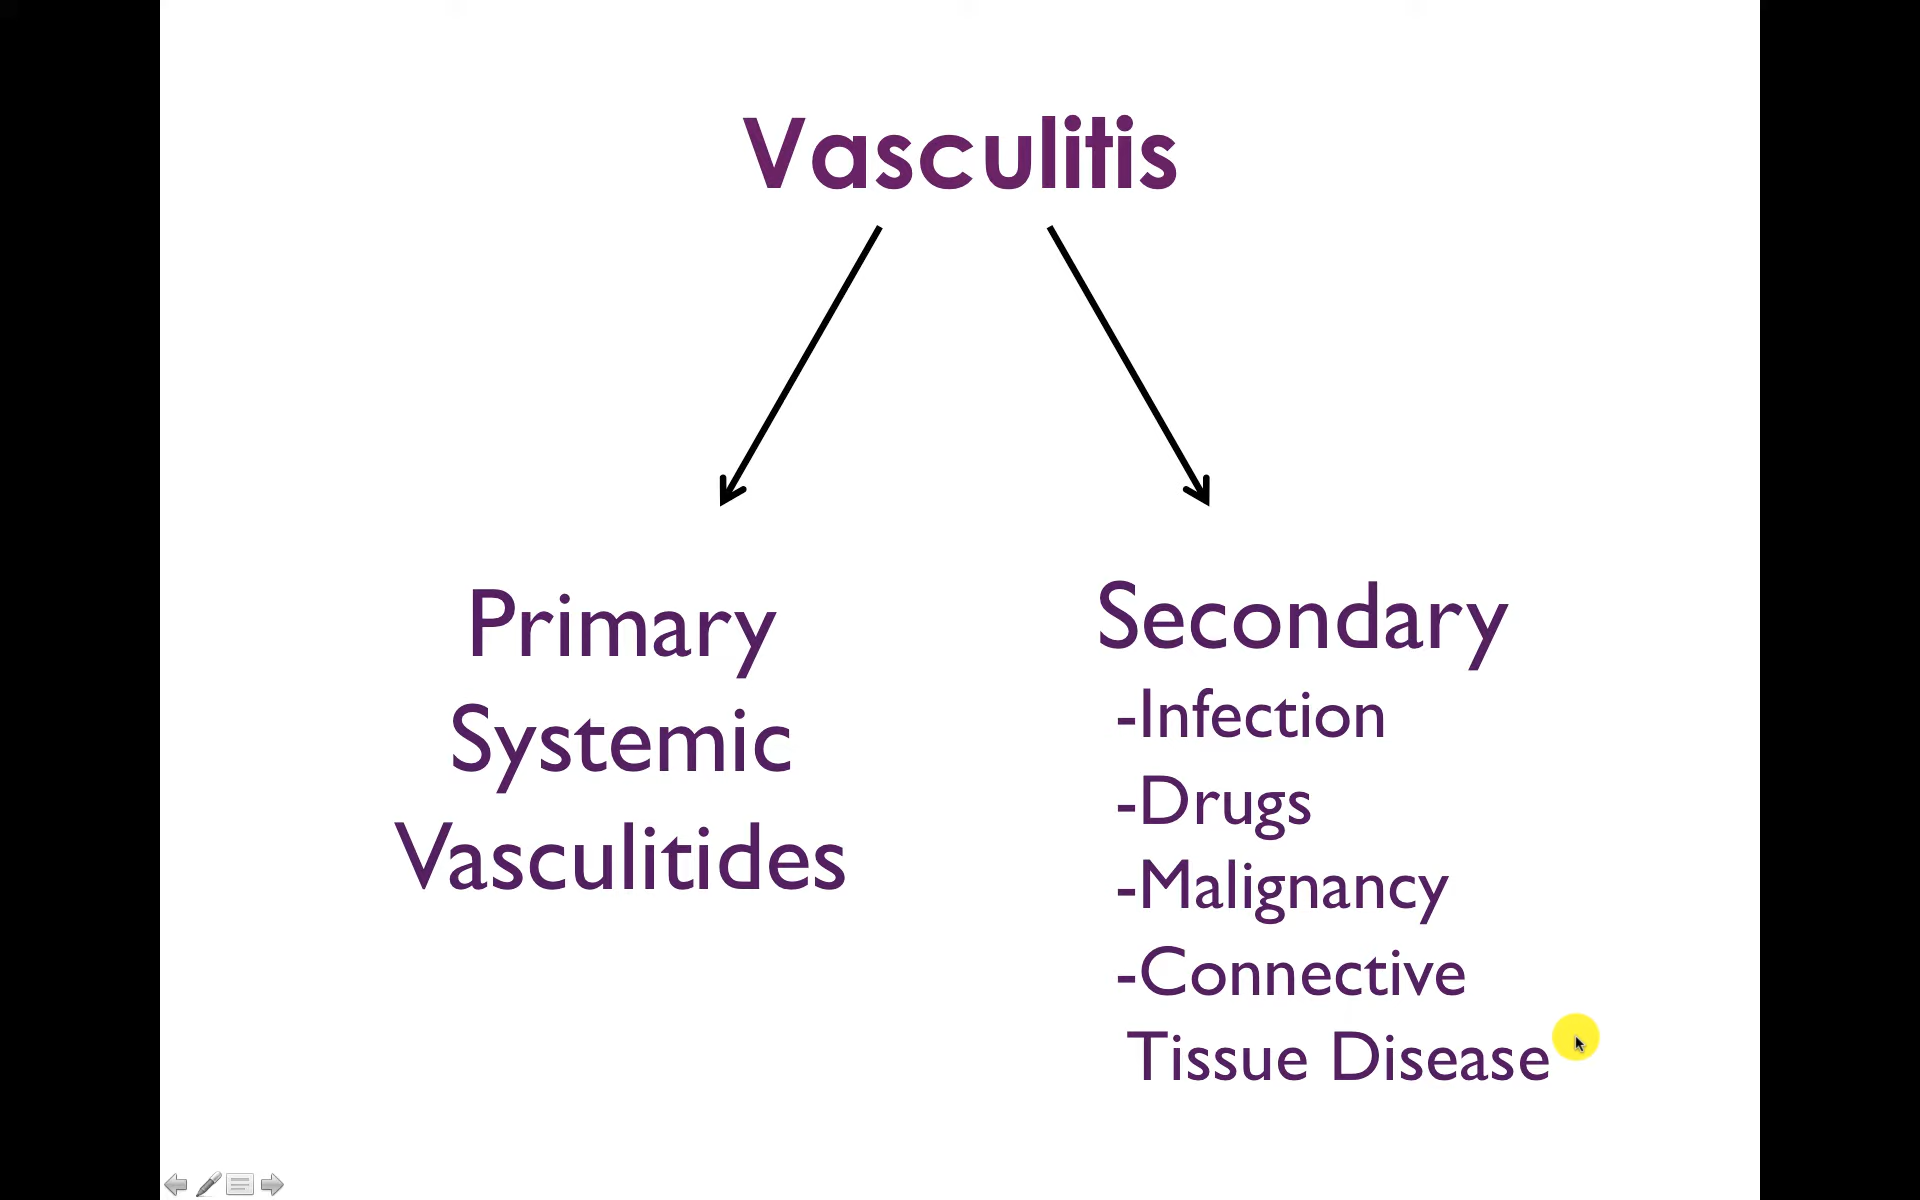 Vasculitis
Primary
Systemic
Vasculitides
Secondary
-Infection
-Drugs
-Malignancy
-Connective
Tissue Disease